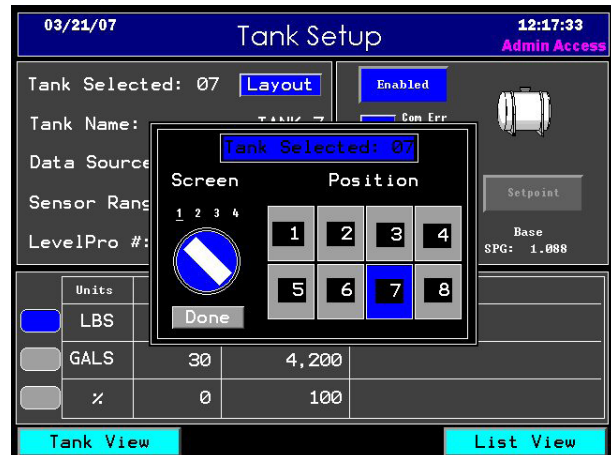 03/21/07
Tank Setup
12:17:33
Admin Access
Tank Selected: 07 Layout
Enabled
Tank Name:
Com Err
Data Source
Sensor Rang
Setpoint
LevelPro #:
Base
SPG: 1.088
Tank Selected: 07
Screen Position
1 2 3 4
1 2 3 4
5 6 7 8
Done
Units
LBS
GALS 30 4,200
% 0 100
Tank View List View